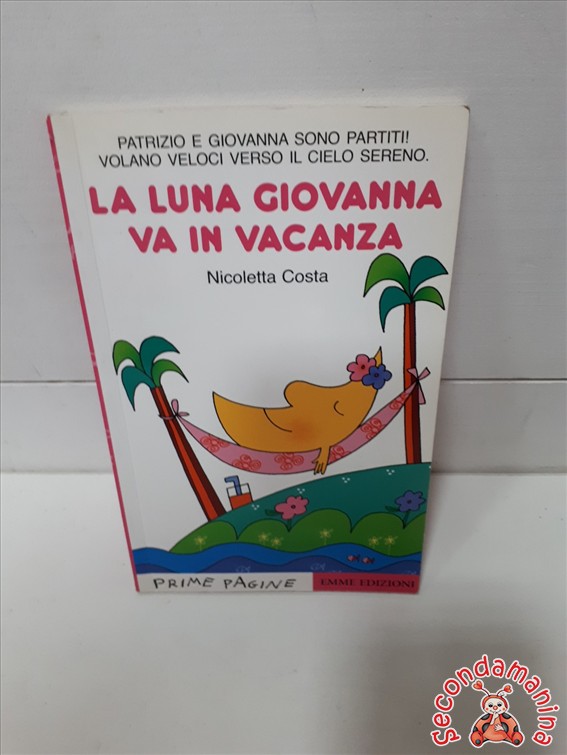 PATRIZIO E GIOVANNA SONO PARTITI!
VOLANO VELOCI VERSO IL CIELO SERENO.
LA LUNA GIOVANNA
VA IN VACANZA
Nicoletta Costa
PRIME PAGINE
EMME EDIZIONI
Secondamanina